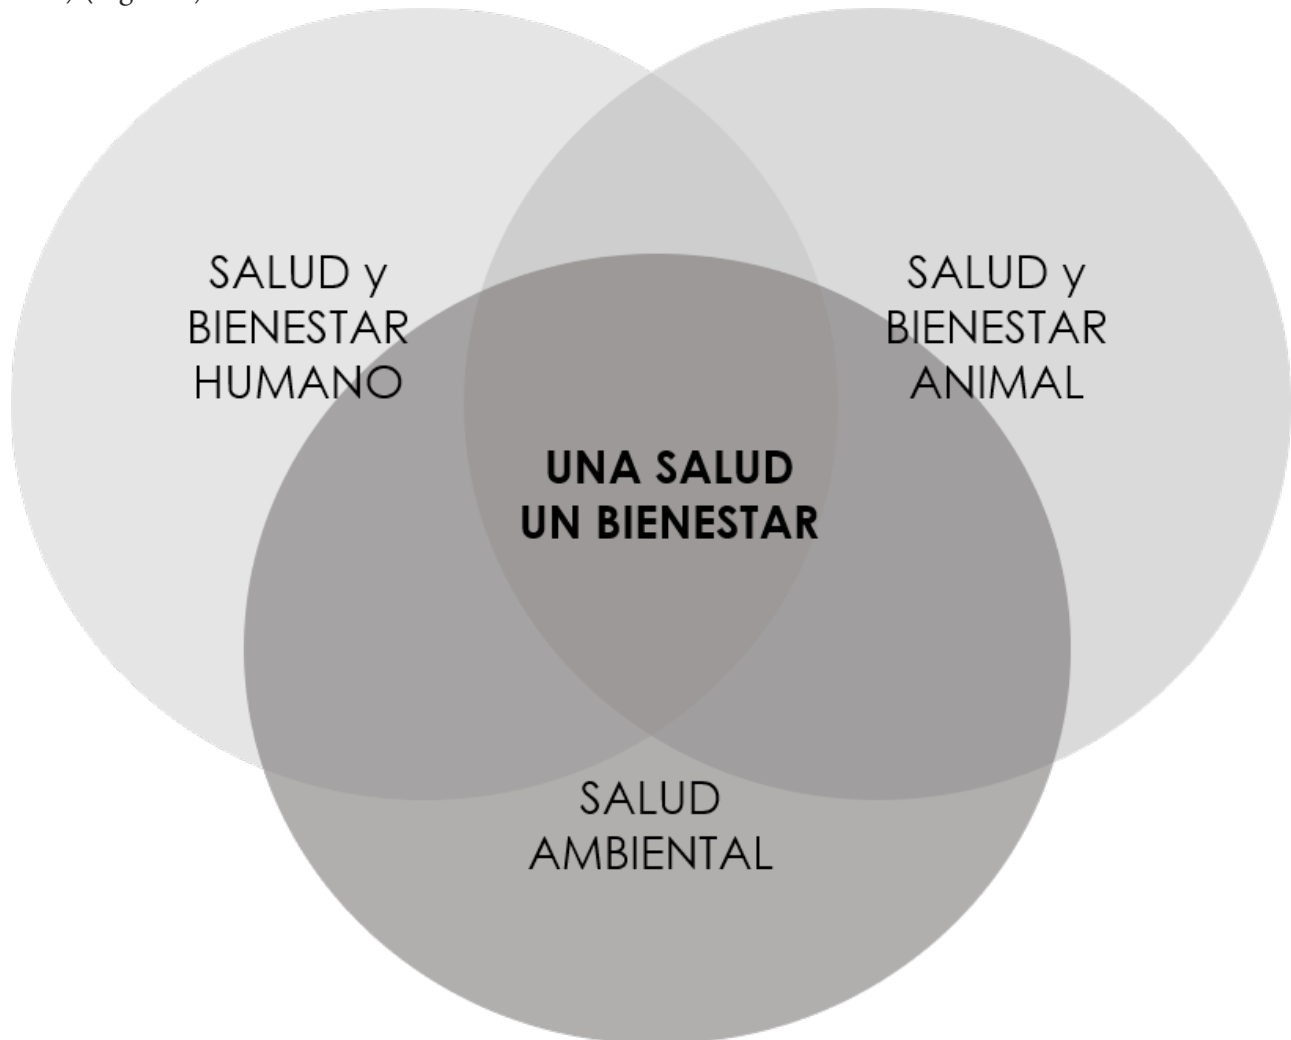 SALUD y
BIENESTAR
HUMANO
SALUD y
BIENESTAR
ANIMAL
UNA SALUD
UN BIENESTAR
SALUD
AMBIENTAL